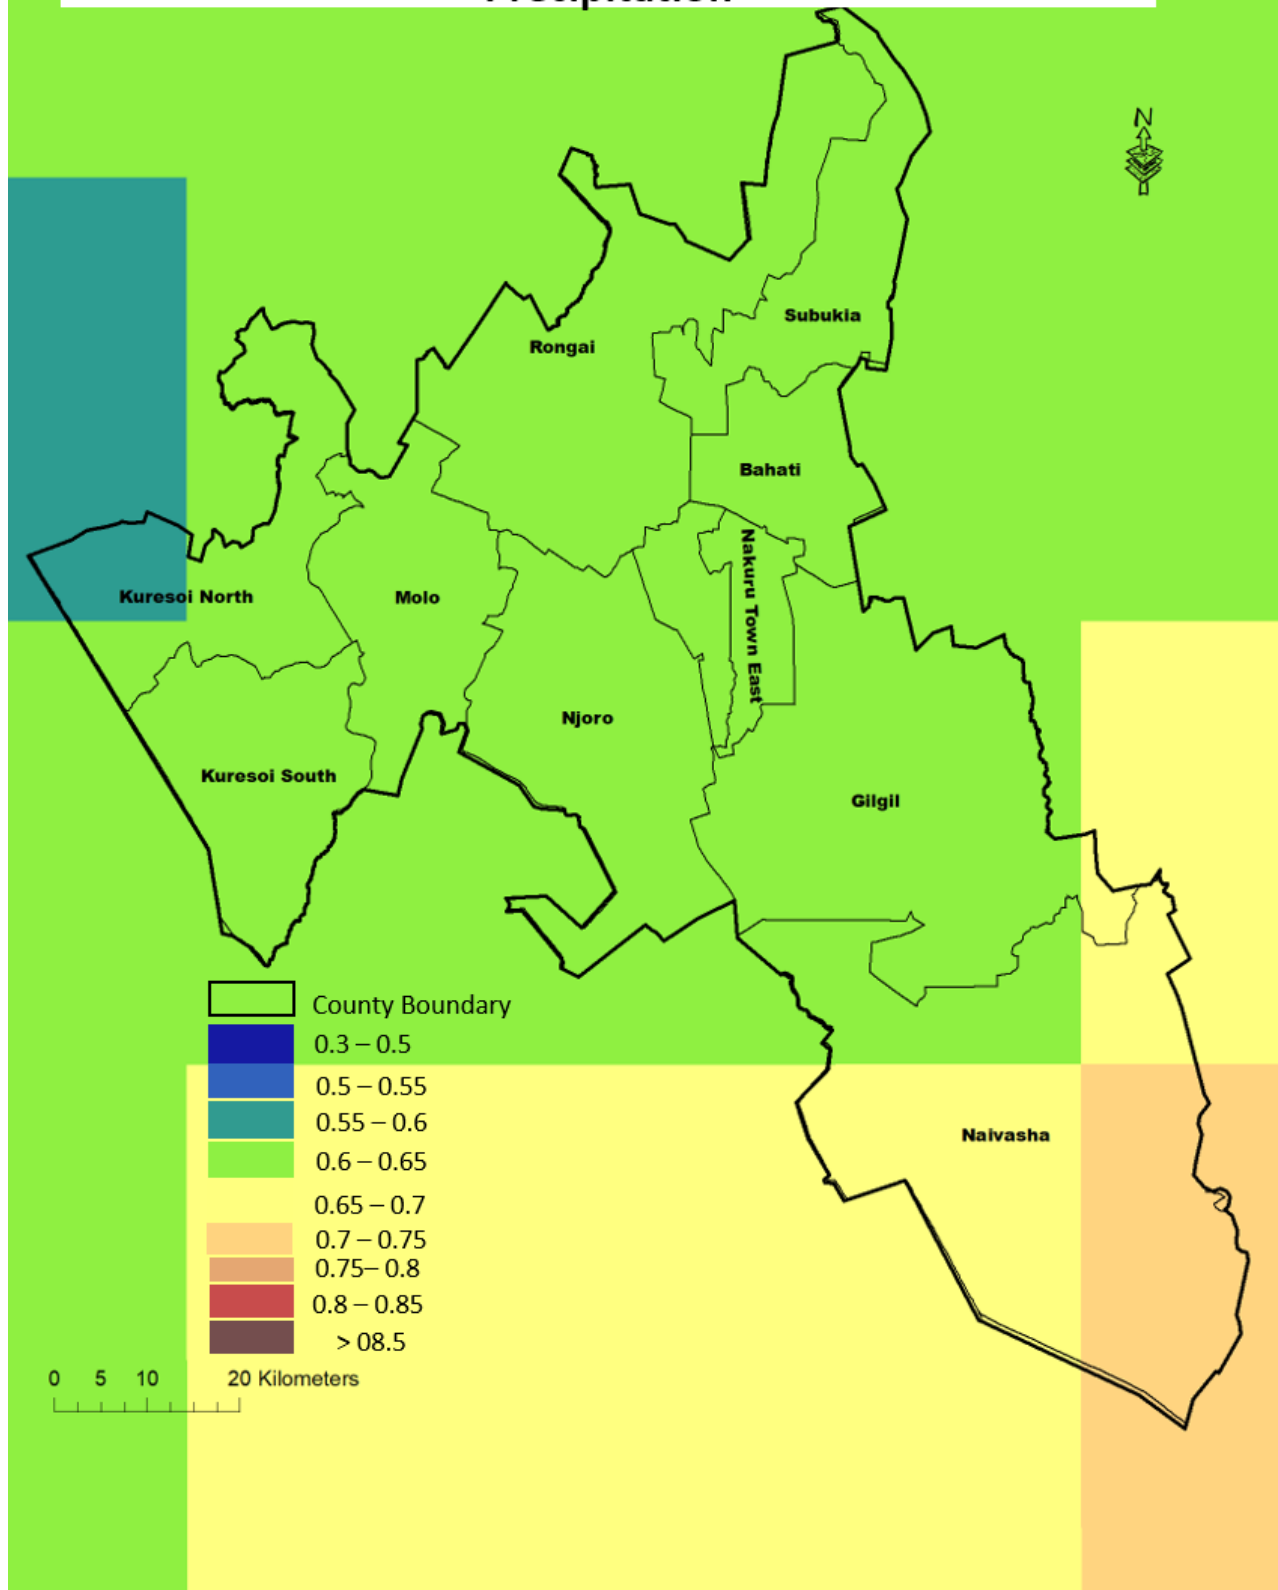 Precipitation
N
Subukia
Rongai
Bahati
Nakuru Town East
Kuresoi North
Molo
Njoro
Kuresoi South
Gilgil
County Boundary
0.3 – 0.5
0.5 – 0.55
0.55 – 0.6
Naivasha
0.6 – 0.65
0.65 – 0.7
0.7 – 0.75
0.75– 0.8
0.8 – 0.85
> 08.5
0 5 10 20 Kilometers